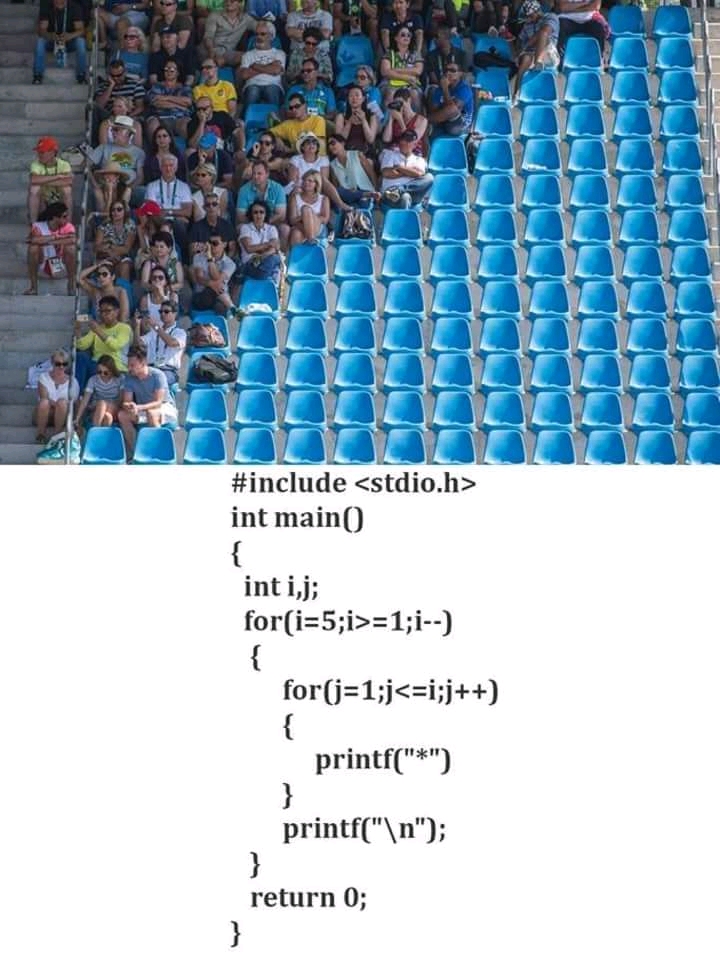 #include <stdio.h>
int main()
{
int i,j;
for(i=5;i>=1;i--)
{
for(j=1;j<=i;j++)
{
printf("*")
}
printf("\n");
}
return 0;
}